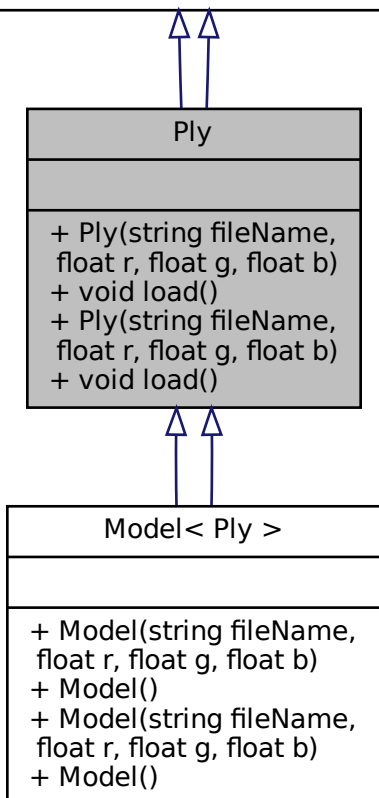 Ply
+ Ply(string fileName,
float r, float g, float b)
+ void load()
+ Ply(string fileName,
float r, float g, float b)
+ void load()
Model< Ply >
+ Model(string fileName,
float r, float g, float b)
+ Model()
+ Model(string fileName,
float r, float g, float b)
+ Model()